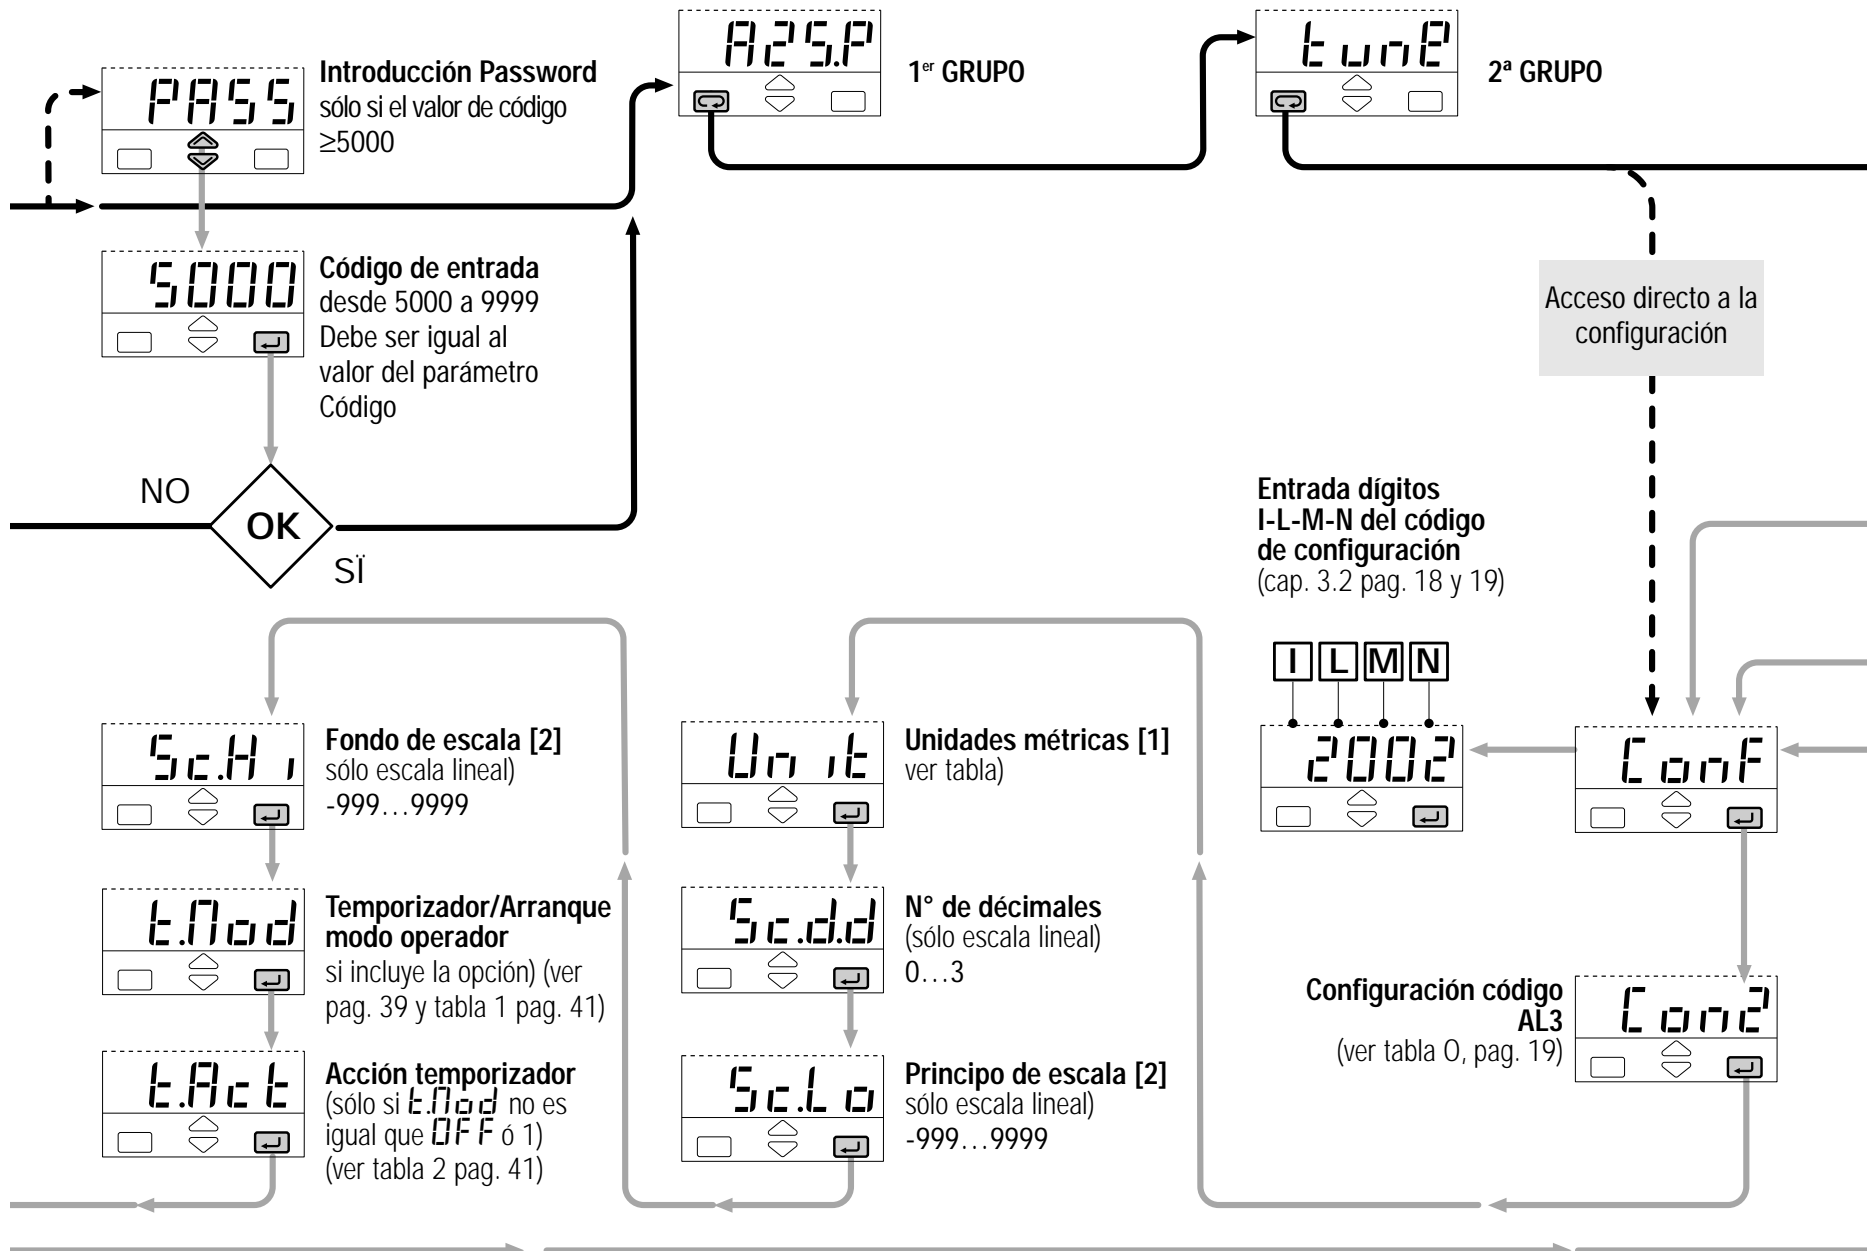 PASS
Introducción Password
sólo si el valor de código
≥5000
A2S.P
1er GRUPO
tunE
2ª GRUPO
5000
Código de entrada
desde 5000 a 9999
Debe ser igual al
valor del parámetro
Código
Acceso directo a la
configuración
NO
OK
SÏ
Entrada dígitos
I-L-M-N del código
de configuración
(cap. 3.2 pag. 18 y 19)
I L M N
2002
ConF
Sc.Hi
Fondo de escala [2]
sólo escala lineal)
-999...9999
Unit
Unidades métricas [1]
ver tabla)
t.Mod
Temporizador/Arranque
modo operador
si incluye la opción) (ver
pag. 39 y tabla 1 pag. 41)
Sc.d.d
N° de décimales
(sólo escala lineal)
0...3
Configuración código
AL3
(ver tabla O, pag. 19)
Con2
t.Act
Acción temporizador
(sólo si t.Mod no es
igual que OFF ó 1)
(ver tabla 2 pag. 41)
Sc.Lo
Principo de escala [2]
sólo escala lineal)
-999...9999